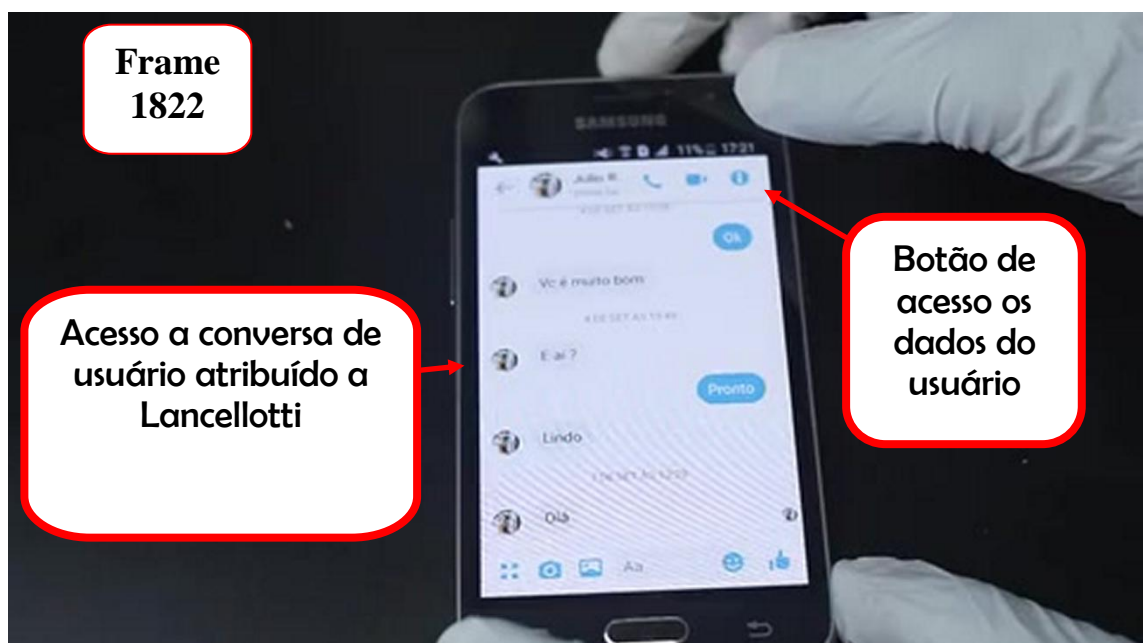 Frame
1822
SAMSUNG
11% 17:21
Julio R.
Ok
Vc é muito bom
E aí ?
Pronto
Lindo
Olá
Aa
Acesso a conversa de
usuário atribuído a
Lancellotti
Botão de
acesso os
dados do
usuário